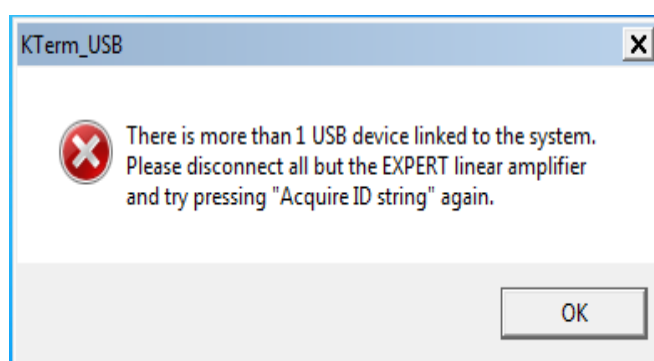 KTerm_USB
There is more than 1 USB device linked to the system.
Please disconnect all but the EXPERT linear amplifier
and try pressing "Acquire ID string" again.
OK